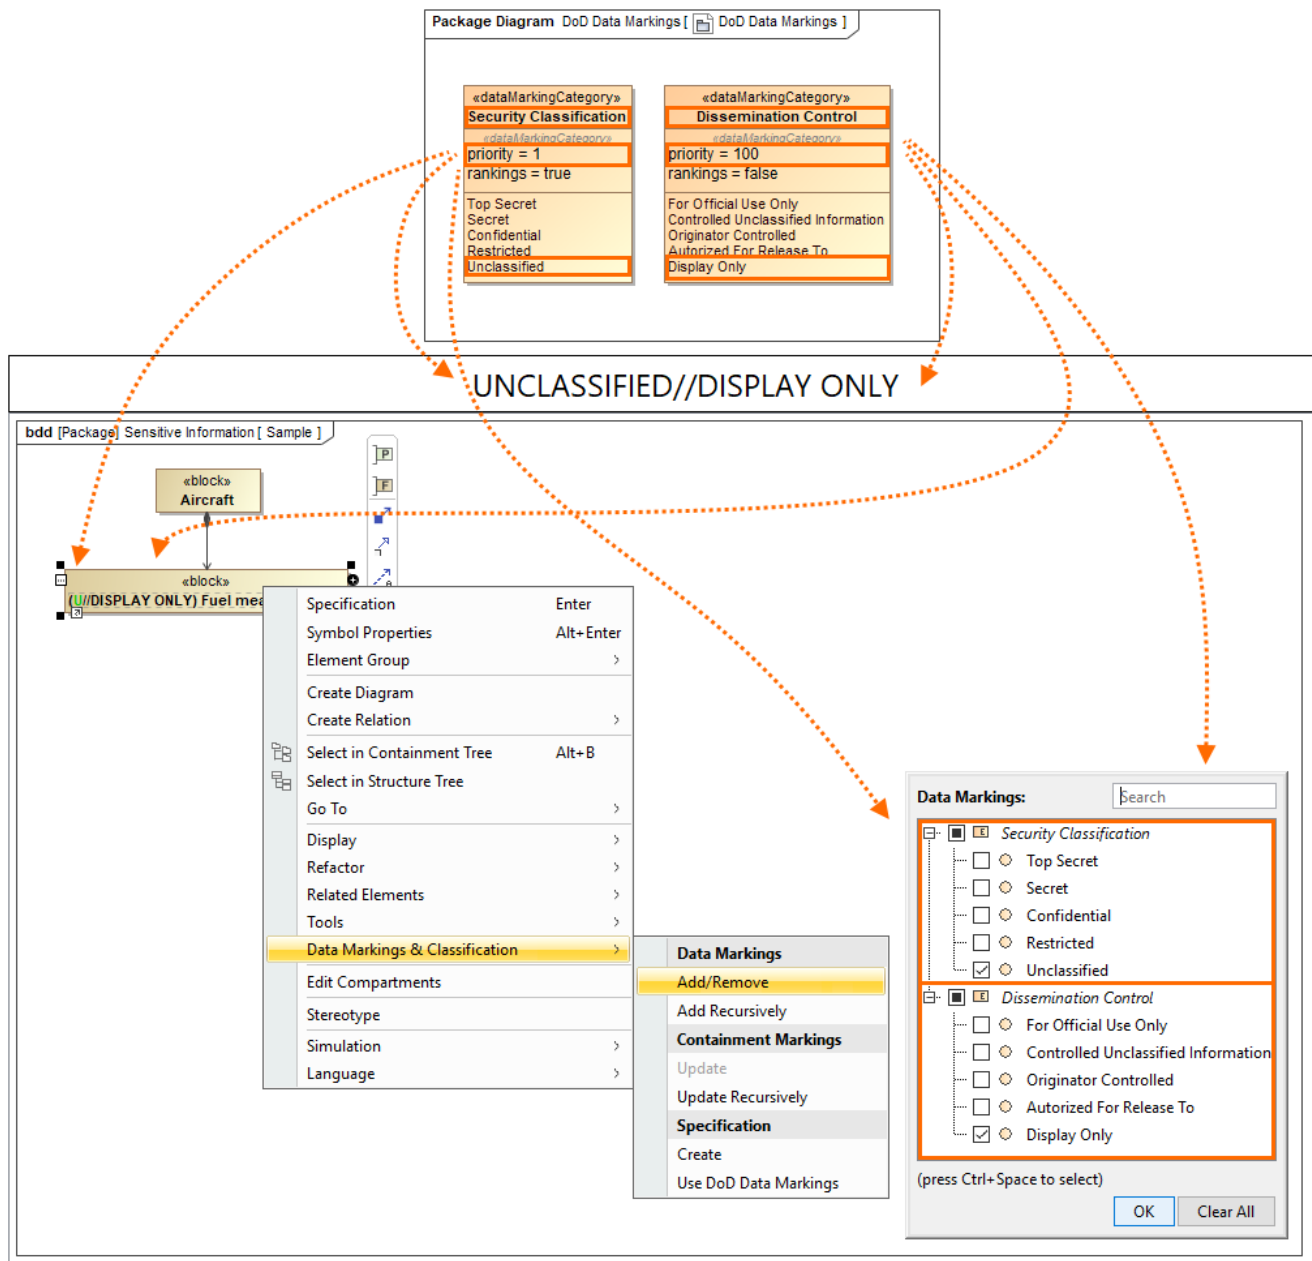 Package Diagram DoD Data Markings [ DoD Data Markings ]
«dataMarkingCategory»
Security Classification
«dataMarkingCategory»
priority = 1
rankings = true
Top Secret
Secret
Confidential
Restricted
Unclassified
«dataMarkingCategory»
Dissemination Control
«dataMarkingCategory»
priority = 100
rankings = false
For Official Use Only
Controlled Unclassified Information
Originator Controlled
Autorized For Release To
Display Only
UNCLASSIFIED//DISPLAY ONLY
bdd [Package] Sensitive Information [ Sample ]
«block»
Aircraft
«block»
(U//DISPLAY ONLY) Fuel mea
P
F
Specification Enter
Symbol Properties Alt+Enter
Element Group
Create Diagram
Create Relation
Select in Containment Tree Alt+B
Select in Structure Tree
Go To
Display
Refactor
Related Elements
Tools
Data Markings & Classification
Edit Compartments
Stereotype
Simulation
Language
Data Markings
Add/Remove
Add Recursively
Containment Markings
Update
Update Recursively
Specification
Create
Use DoD Data Markings
Data Markings: Search
E Security Classification
Top Secret
Secret
Confidential
Restricted
Unclassified
E Dissemination Control
For Official Use Only
Controlled Unclassified Information
Originator Controlled
Autorized For Release To
Display Only
(press Ctrl+Space to select)
OK Clear All